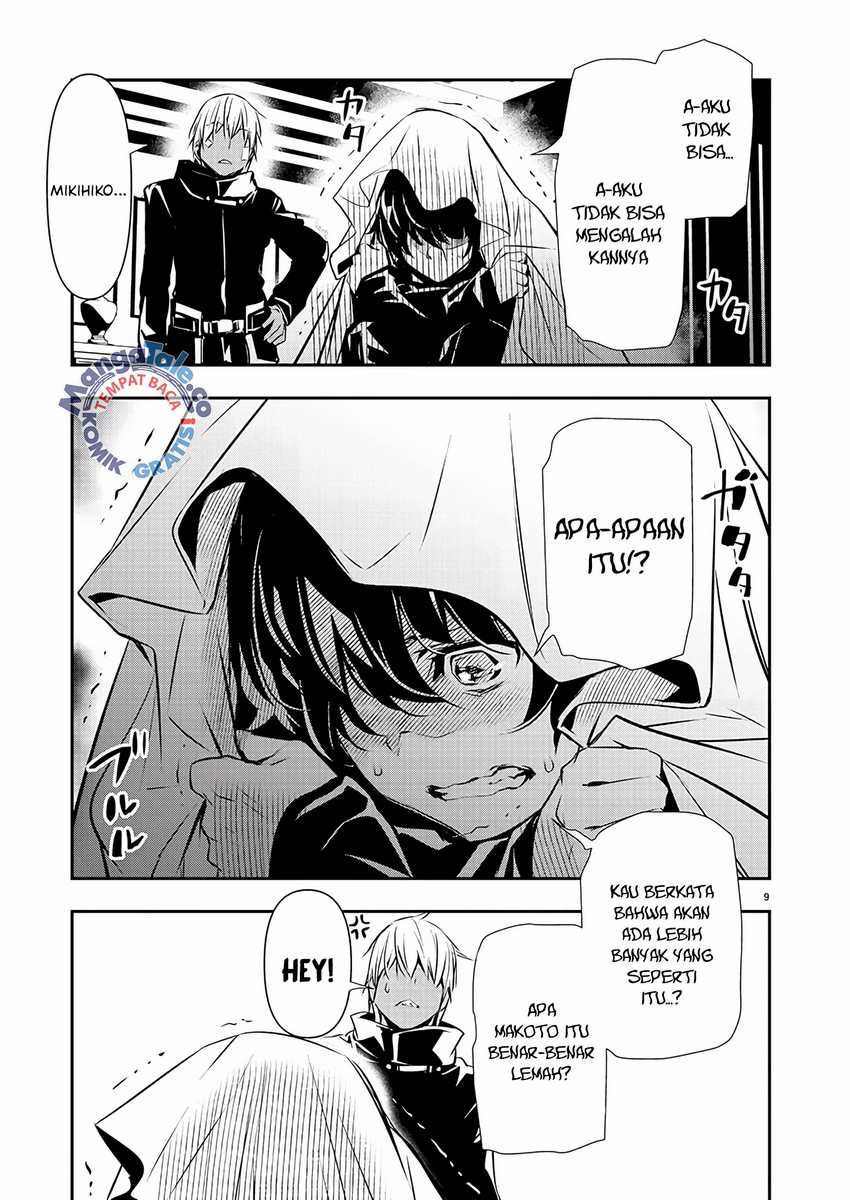 A-AKU
TIDAK
BISA...
A-AKU
TIDAK BISA
MENGALAH
KANNYA
カタ
MIKIHIKO...
カタ
MangaTale.co
TEMPAT BACA
KOMIK GRATIS!
APA-APAAN
ITU!?
ガタタ
ブルル
9
KAU BERKATA
BAHWA AKAN
ADA LEBIH
BANYAK YANG
SEPERTI
ITU...?
HEY!
APA
MAKOTO ITU
BENAR-BENAR
LEMAH?